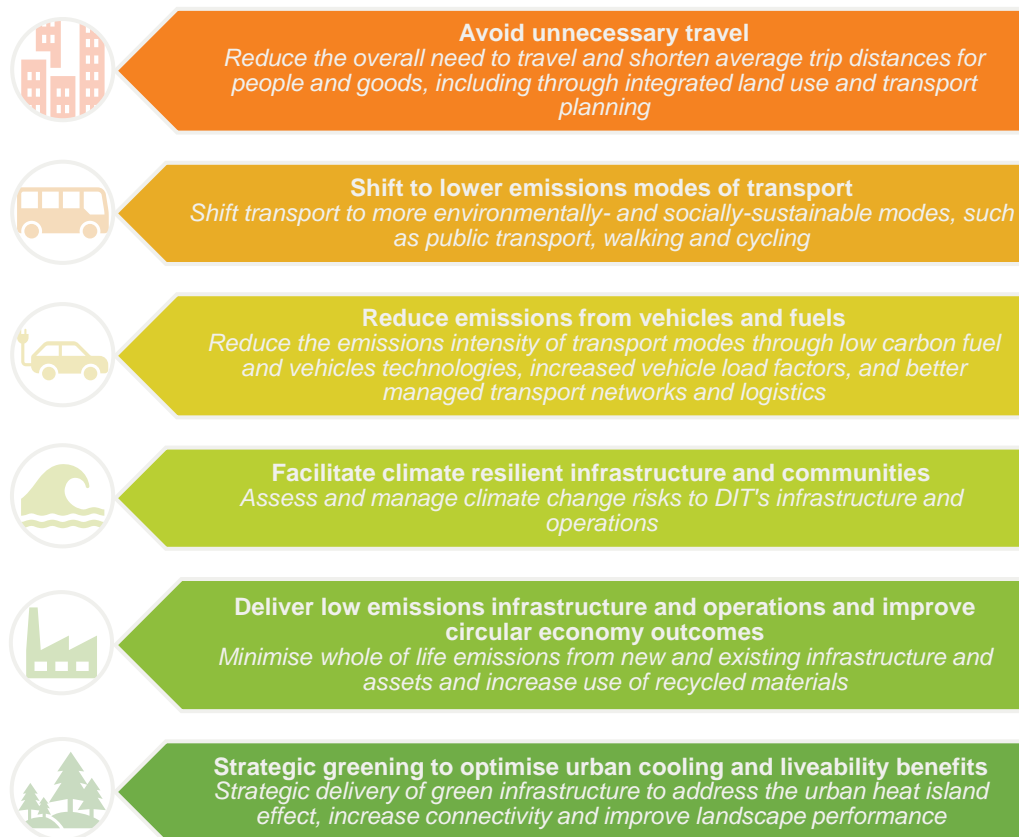 Avoid unnecessary travel
Reduce the overall need to travel and shorten average trip distances for
people and goods, including through integrated land use and transport
planning
Shift to lower emissions modes of transport
Shift transport to more environmentally- and socially-sustainable modes, such
as public transport, walking and cycling
Reduce emissions from vehicles and fuels
Reduce the emissions intensity of transport modes through low carbon fuel
and vehicles technologies, increased vehicle load factors, and better
managed transport networks and logistics
Facilitate climate resilient infrastructure and communities
Assess and manage climate change risks to DIT's infrastructure and
operations
Deliver low emissions infrastructure and operations and improve
circular economy outcomes
Minimise whole of life emissions from new and existing infrastructure and
assets and increase use of recycled materials
Strategic greening to optimise urban cooling and liveability benefits
Strategic delivery of green infrastructure to address the urban heat island
effect, increase connectivity and improve landscape performance